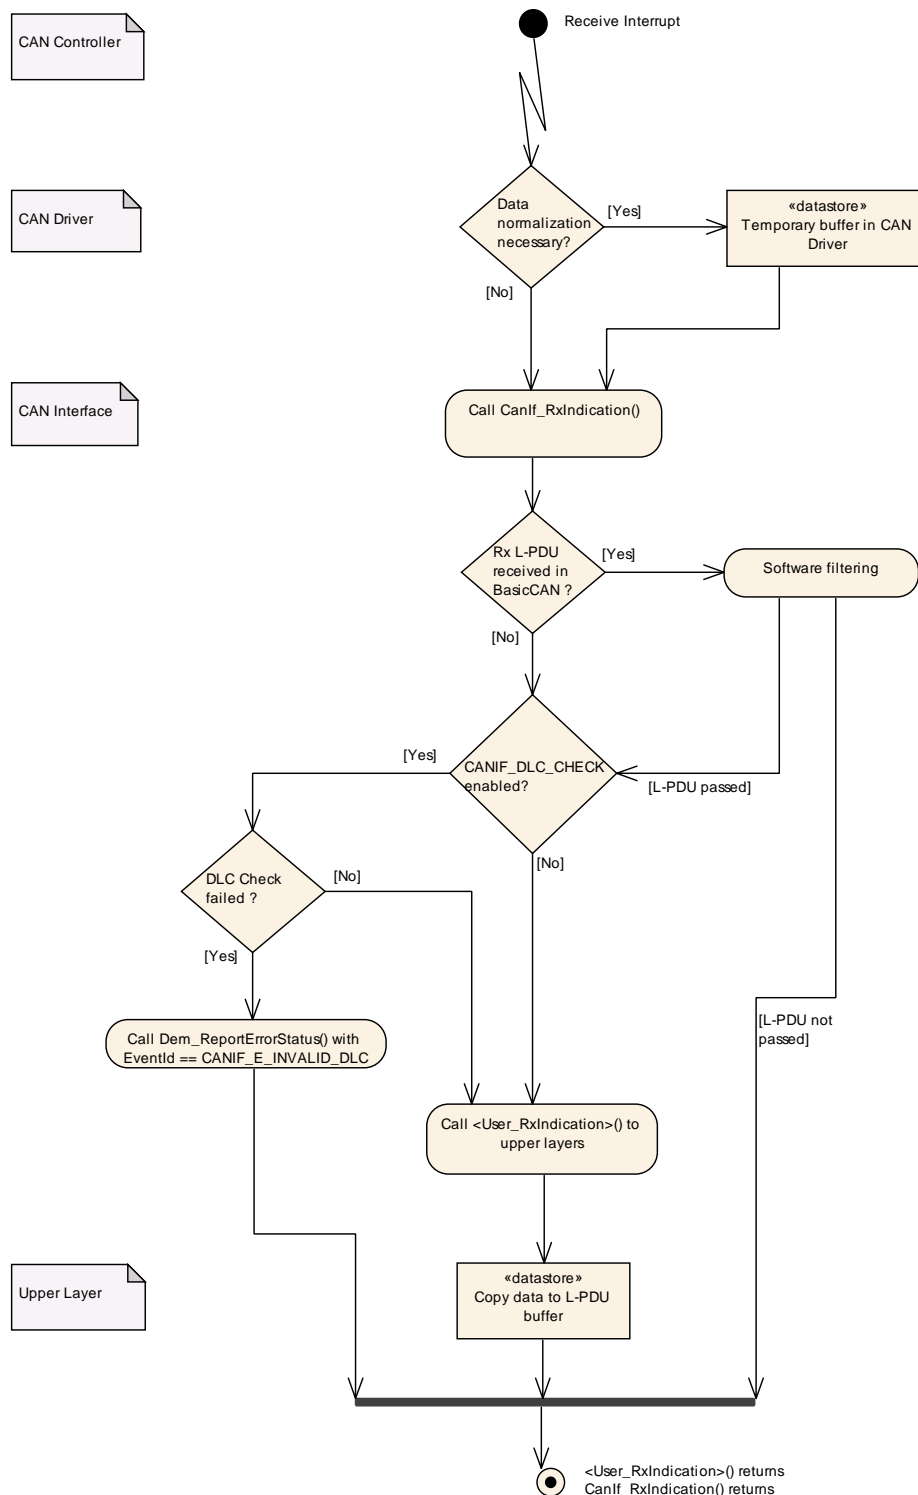 CAN Controller
Receive Interrupt
CAN Driver
Data
normalization
necessary?
[Yes]
«datastore»
Temporary buffer in CAN
Driver
[No]
CAN Interface
Call CanIf_RxIndication()
Rx L-PDU
received in
BasicCAN ?
[Yes]
Software filtering
[No]
[Yes]
CANIF_DLC_CHECK
enabled?
[L-PDU passed]
[No]
DLC Check
failed ?
[No]
[Yes]
[L-PDU not
passed]
Call Dem_ReportErrorStatus() with
EventId == CANIF_E_INVALID_DLC
Call <User_RxIndication>() to
upper layers
Upper Layer
«datastore»
Copy data to L-PDU
buffer
<User_RxIndication>() returns
CanIf_RxIndication() returns